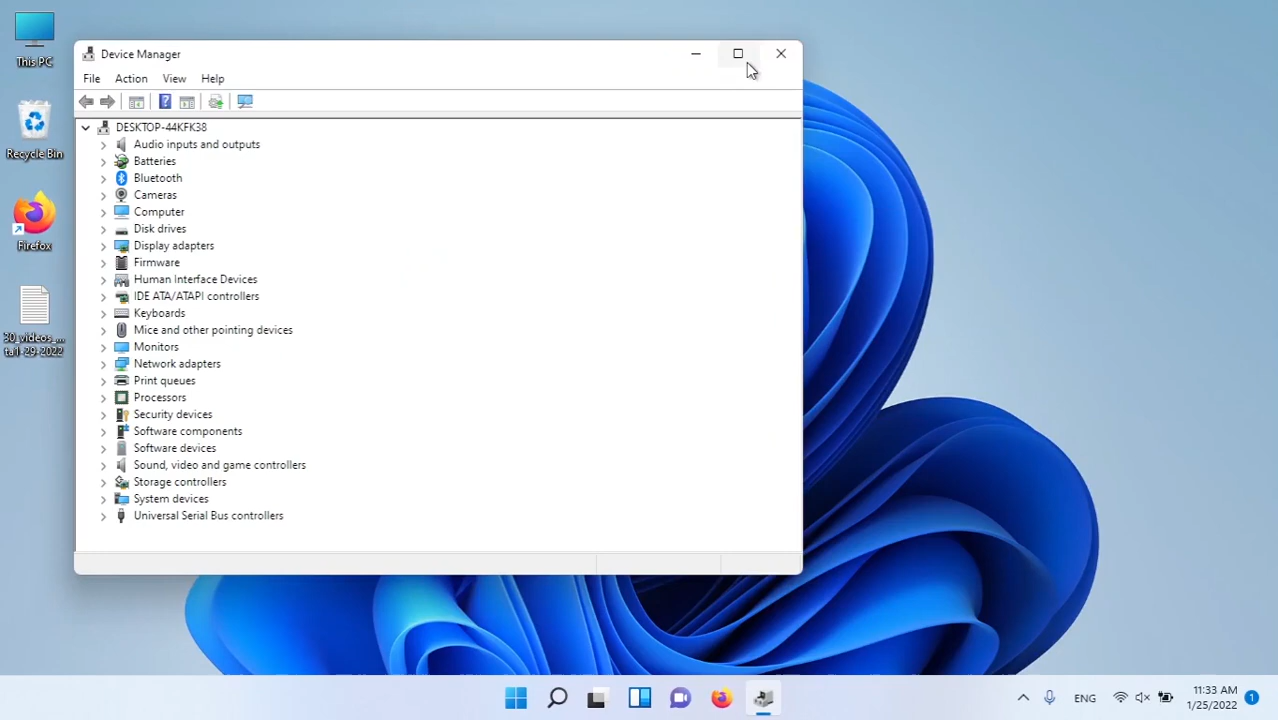 This PC
Recycle Bin
Firefox
30_videos_...
Device Manager
File Action View Help
DESKTOP-44KFK38
Audio inputs and outputs
Batteries
Bluetooth
Cameras
Computer
Disk drives
Display adapters
Firmware
Human Interface Devices
IDE ATA/ATAPI controllers
Keyboards
Mice and other pointing devices
Monitors
Network adapters
Print queues
Processors
Security devices
Software components
Software devices
Sound, video and game controllers
Storage controllers
System devices
Universal Serial Bus controllers
ENG
11:33 AM
1/25/2022
1